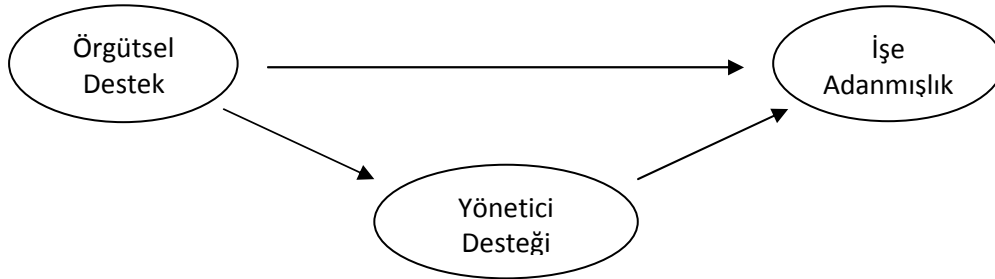 Örgütsel
Destek
İşe
Adanmışlık
Yönetici
Desteği